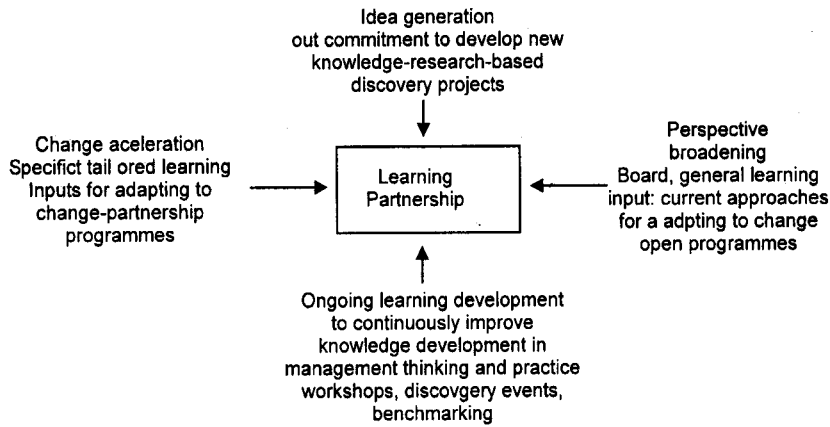 Idea generation
out commitment to develop new
knowledge-research-based
discovery projects
Change aceleration
Specifict tail ored learning
Inputs for adapting to
change-partnership
programmes
Learning
Partnership
Perspective
broadening
Board, general learning
input: current approaches
for a adpting to change
open programmes
Ongoing learning development
to continuously improve
knowledge development in
management thinking and practice
workshops, discovgery events,
benchmarking